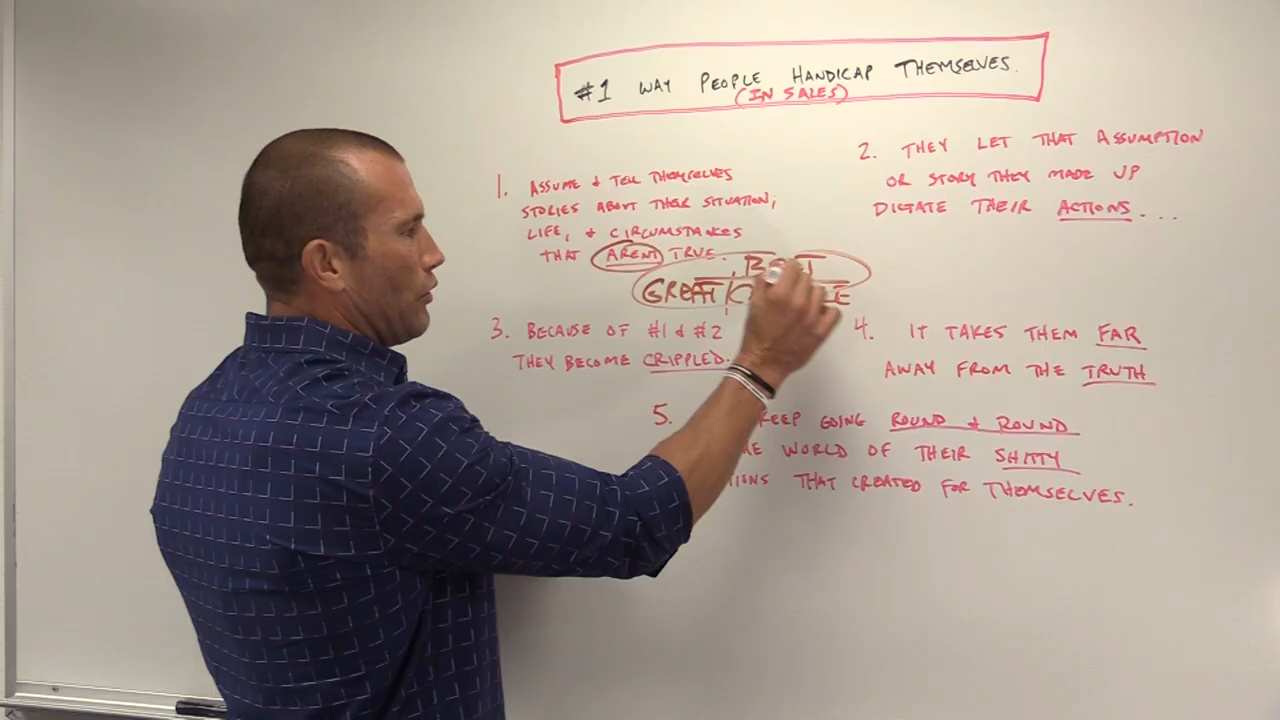 #1 WAY PEOPLE HANDICAP THEMSELVES.
(IN SALES)
1. ASSUME & TELL THEMSELVES
STORIES ABOUT THEIR SITUATION,
LIFE, & CIRCUMSTANCES
THAT ARENT TRUE.
GREAT
2. THEY LET THAT ASSUMPTION
OR STORY THEY MADE UP
DICTATE THEIR ACTIONS...
3. BECAUSE OF #1 & #2
THEY BECOME CRIPPLED.
4. IT TAKES THEM FAR
AWAY FROM THE TRUTH
5. KEEP GOING ROUND & ROUND
WORLD OF THEIR SHITTY
THAT CREATED FOR THEMSELVES.